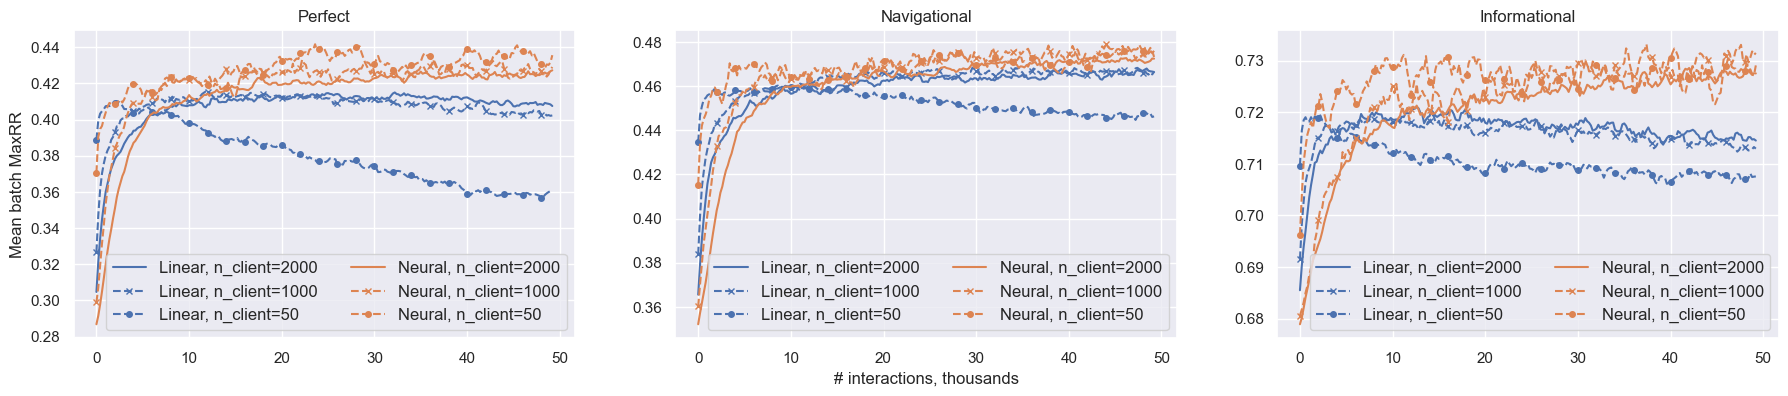 Perfect
Mean batch MaxRR
0.44
0.42
0.40
0.38
0.36
0.34
0.32
0.30
0.28
Linear, n_client=2000 Neural, n_client=2000
Linear, n_client=1000 Neural, n_client=1000
Linear, n_client=50 Neural, n_client=50
0 10 20 30 40 50
Navigational
0.48
0.46
0.44
0.42
0.40
0.38
0.36
Linear, n_client=2000 Neural, n_client=2000
Linear, n_client=1000 Neural, n_client=1000
Linear, n_client=50 Neural, n_client=50
0 10 20 30 40 50
# interactions, thousands
Informational
0.73
0.72
0.71
0.70
0.69
0.68
Linear, n_client=2000 Neural, n_client=2000
Linear, n_client=1000 Neural, n_client=1000
Linear, n_client=50 Neural, n_client=50
0 10 20 30 40 50